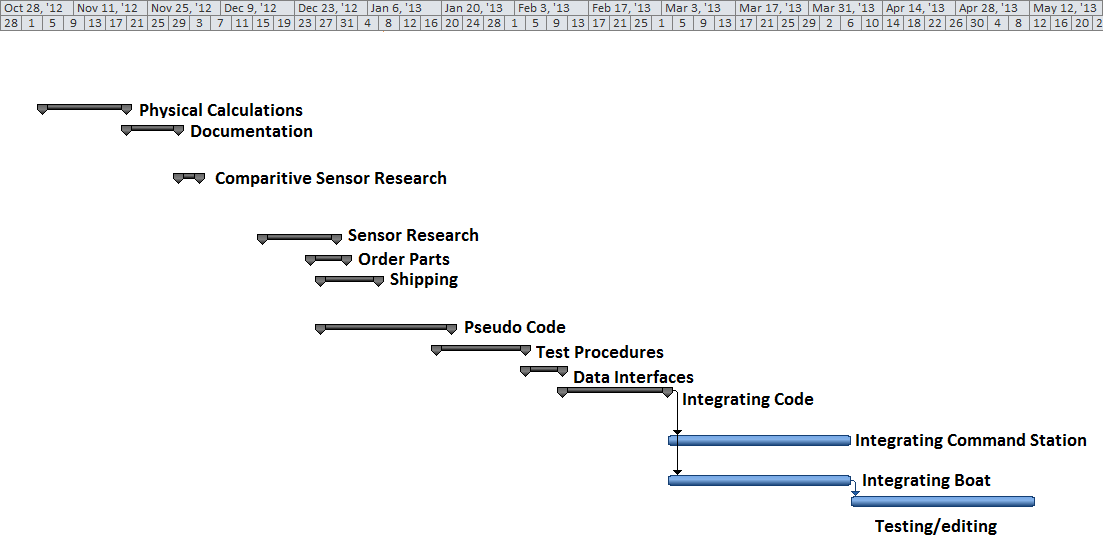 Oct 28, '12 Nov 11, '12 Nov 25, '12 Dec 9, '12 Dec 23, '12 Jan 6, '13 Jan 20, '13 Feb 3, '13 Feb 17, '13 Mar 3, '13 Mar 17, '13 Mar 31, '13 Apr 14, '13 Apr 28, '13 May 12, '13
28 1 5 9 13 17 21 25 29 3 7 11 15 19 23 27 31 4 8 12 16 20 24 28 1 5 9 13 17 21 25 1 5 9 13 17 21 25 29 2 6 10 14 18 22 26 30 4 8 12 16 20
Physical Calculations
Documentation
Comparitive Sensor Research
Sensor Research
Order Parts
Shipping
Pseudo Code
Test Procedures
Data Interfaces
Integrating Code
Integrating Command Station
Integrating Boat
Testing/editing